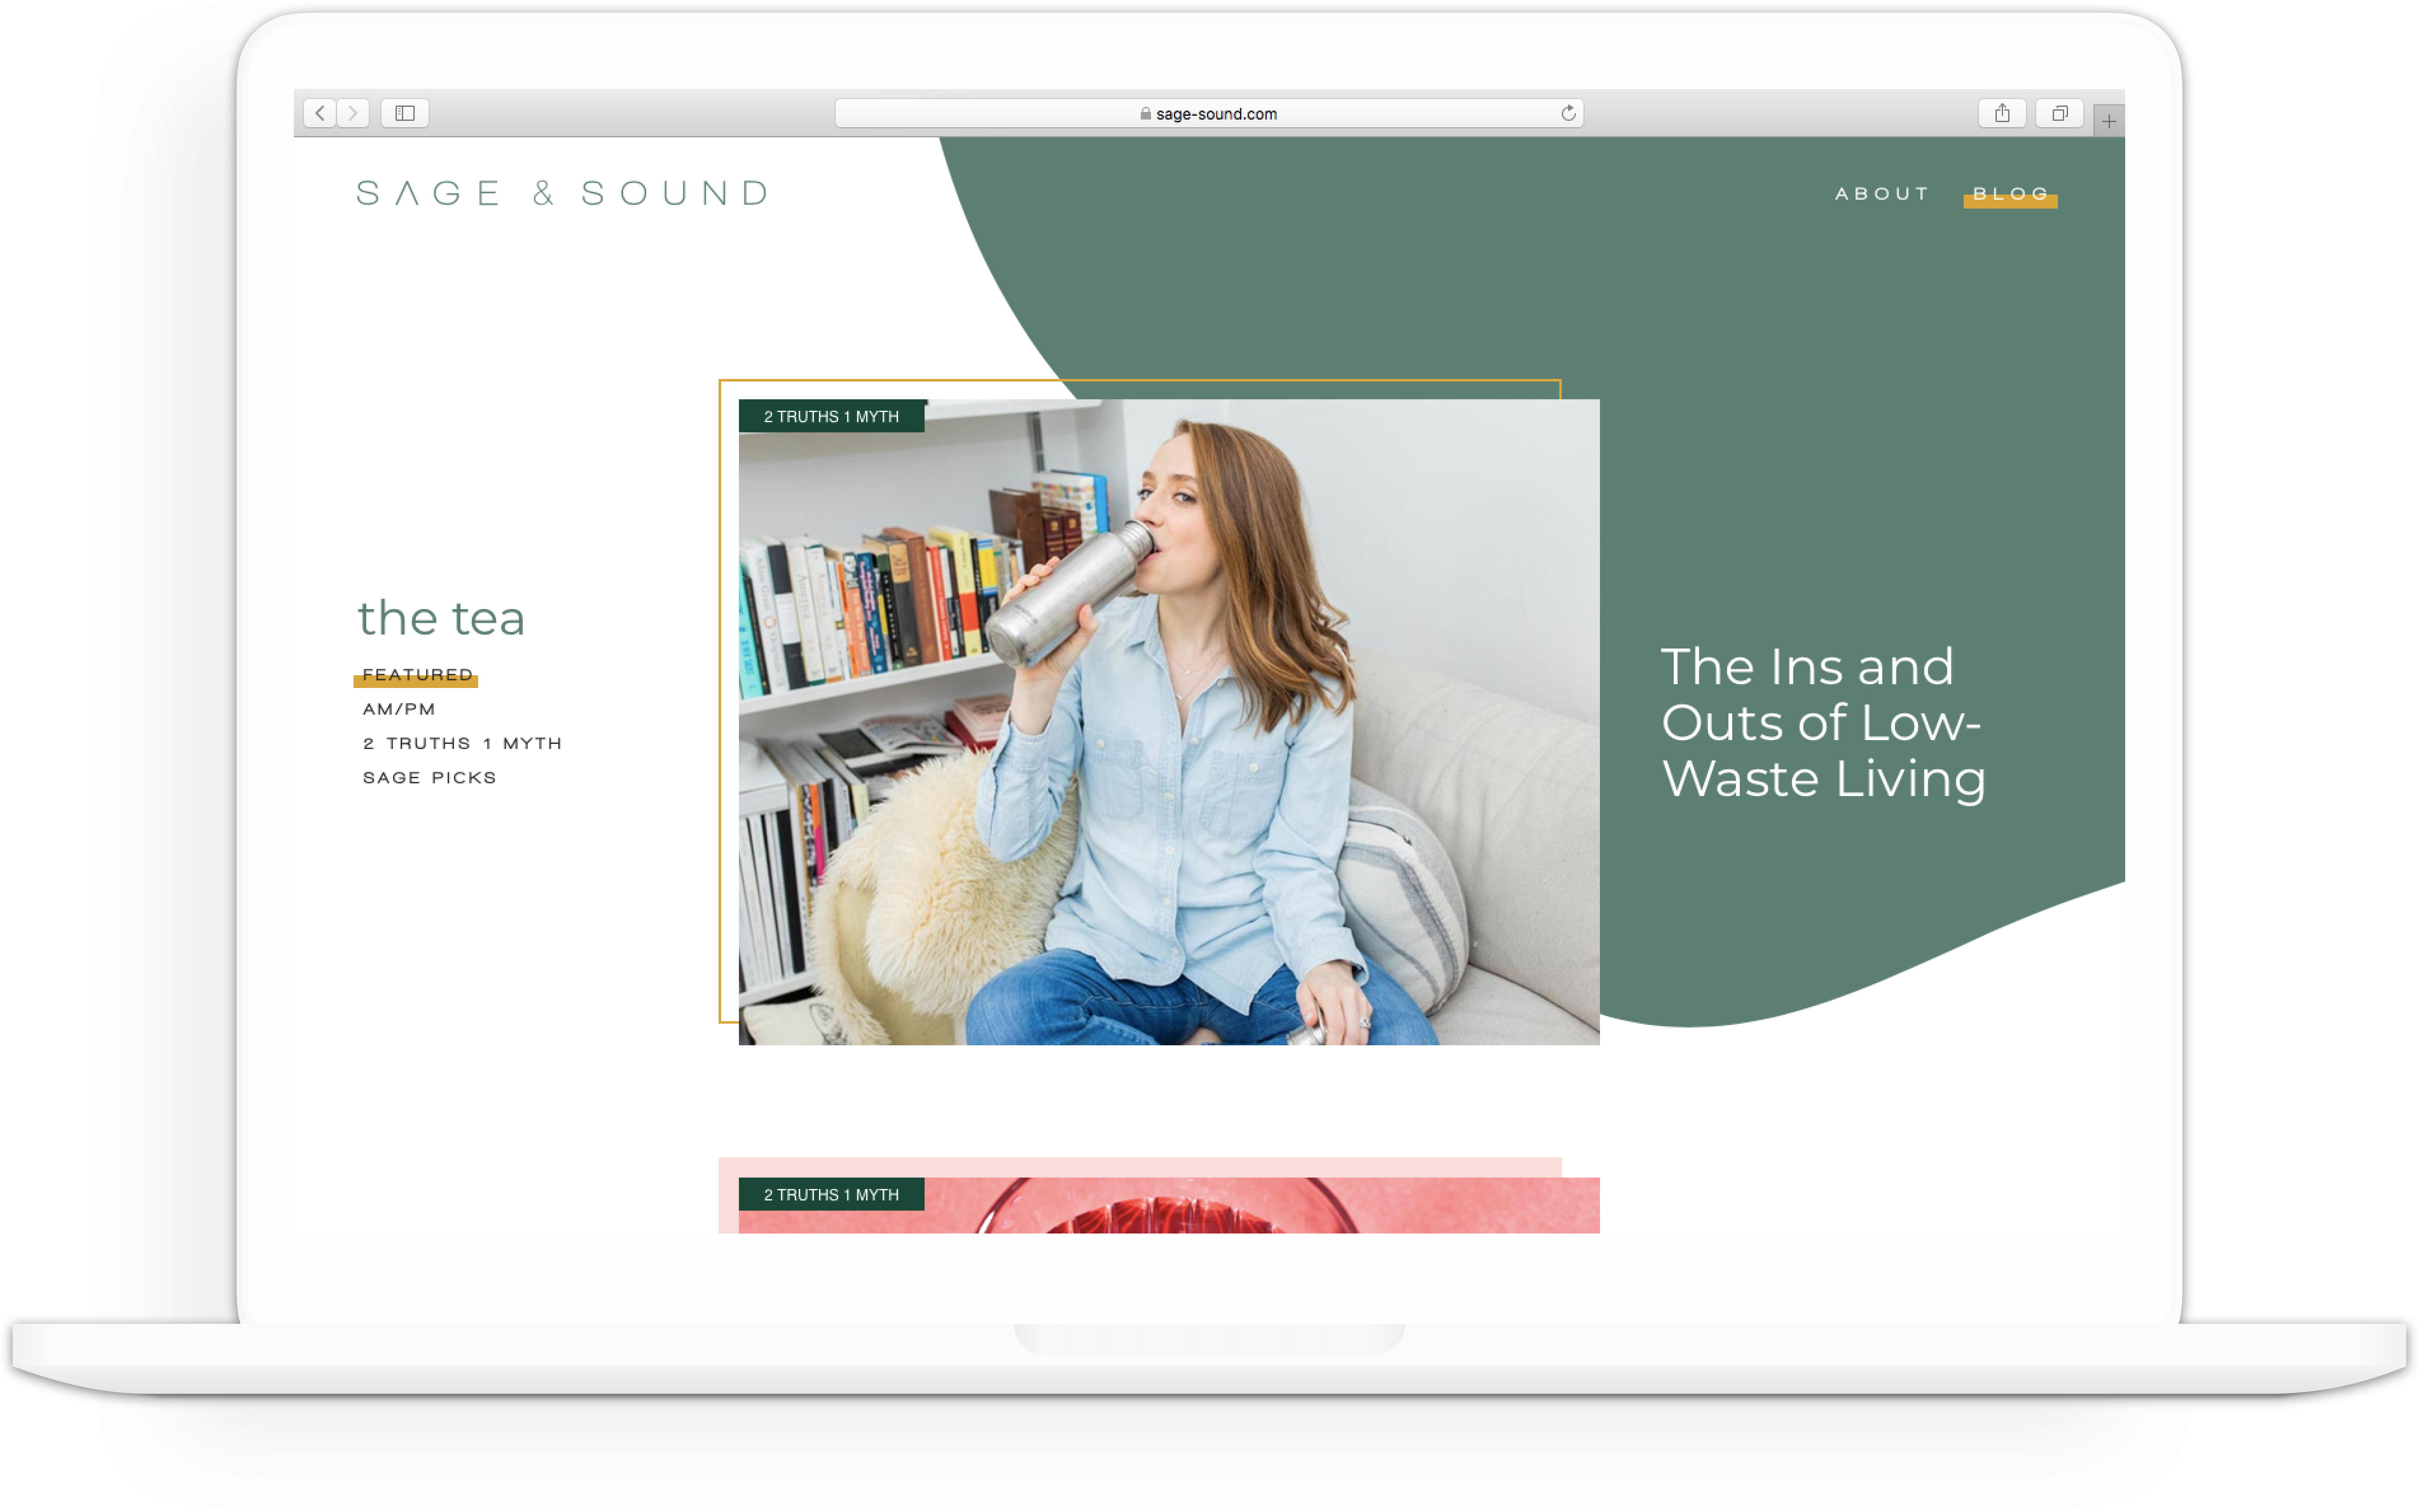 sage-sound.com
SAGE & SOUND
ABOUT
BLOG
2 TRUTHS 1 MYTH
the tea
FEATURED
AM/PM
2 TRUTHS 1 MYTH
SAGE PICKS
The Ins and
Outs of Low-
Waste Living
2 TRUTHS 1 MYTH